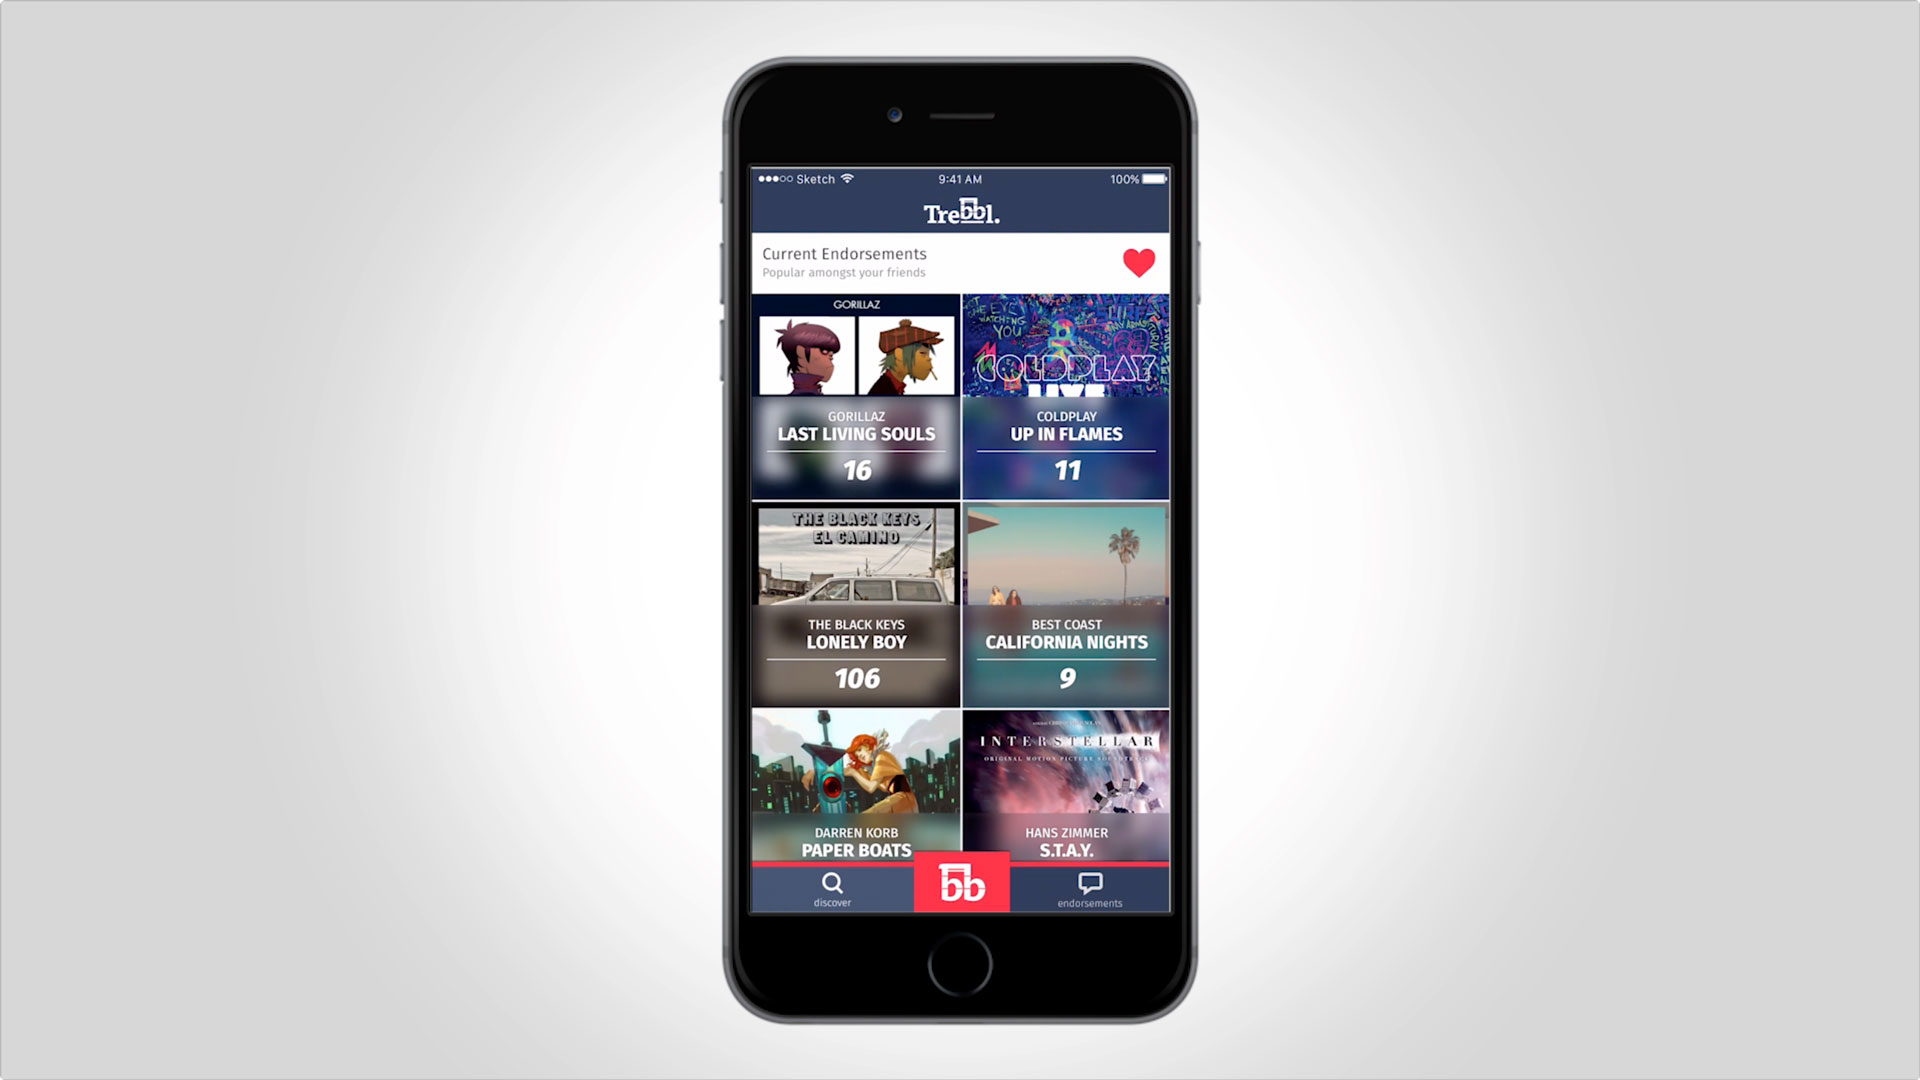 Sketch 9:41 AM 100%
Trebbl.
Current Endorsements
Popular amongst your friends
GORILLAZ
GORILLAZ
LAST LIVING SOULS
16
WATCHING
YOU
COLDPLAY
LIVE
COLDPLAY
UP IN FLAMES
11
THE BLACK KEYS
EL CAMINO
THE BLACK KEYS
LONELY BOY
106
BEST COAST
CALIFORNIA NIGHTS
9
DARREN KORB
PAPER BOATS
INTERSTELLAR
ORIGINAL MOTION PICTURE SOUNDTRACK
HANS ZIMMER
S.T.A.Y.
discover
bb
endorsements